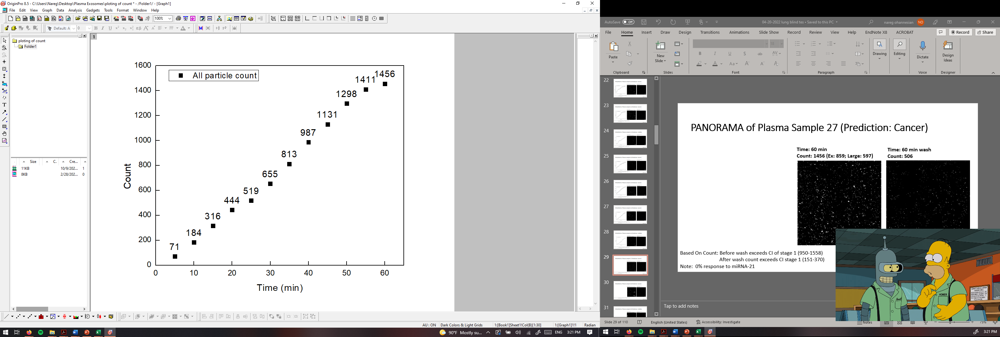 OriginPro 8.5 - C:\Users\Nareg\Desktop\Plasma Exosomes\ploting of count * - /Folder1/ - [Graph1]
File Edit View Graph Data Analysis Gadgets Tools Format Window Help
100%
Default: A 0 B I U
ploting of count
Folder1
Size C. Cre...
11KB 10/9/202... 1
8KB 2/28/202... 0
1
All particle count
1600
1400
1200
1000
800
600
400
200
0
Count
71
184
316
444
519
655
813
987
1131
1298
1411
1456
0 10 20 30 40 50 60
Time (min)
AU : ON Dark Colors & Light Grids 1:[Book1]Sheet1!Col(B)[1:30] 1:[Graph1]1!1 Radian
90°F Mostly su... ENG 3:21 PM
AutoSave Off 04-20-2022 lung blind tes • Saved to this PC nareg ohannesian NO
File Home Insert Draw Design Transitions Animations Slide Show Record Review View Help EndNote X8 ACROBAT Record Share
Paste
New
Slide
18
B I U S ab AV
Aa A A
Drawing
Editing
Dictate
Design
Ideas
Clipboard Slides Font Paragraph Voice Designer
22
23
24
25
26
27
28
29
30
31
PANORAMA of Plasma Sample 27 (Prediction: Cancer)
Time: 60 min
Count: 1456 (Ex: 859; Large: 597)
Time: 60 min wash
Count: 506
Based On Count: Before wash exceeds CI of stage 1 (950-1558)
After wash count exceeds CI stage 1 (151-370)
Note: 0% response to miRNA-21
HOMER
Tap to add notes
Slide 29 of 110 English (United States) Accessibility: Investigate Notes 75%
3:21 PM